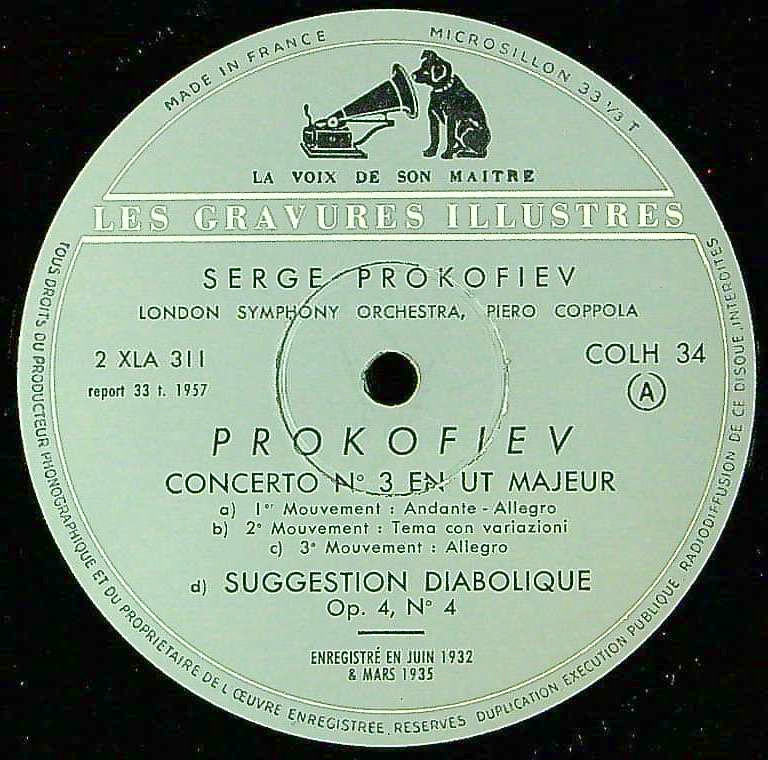 MADE IN FRANCE
MICROSILLON 33 1/3 T
LA VOIX DE SON MAITRE
LES GRAVURES ILLUSTRES
SERGE PROKOFIEV
LONDON SYMPHONY ORCHESTRA, PIERO COPPOLA
2 XLA 311
report 33 t. 1957
COLH 34
A
PROKOFIEV
CONCERTO N° 3 EN UT MAJEUR
a) 1er Mouvement : Andante - Allegro
b) 2e Mouvement : Tema con variazioni
c) 3e Mouvement : Allegro
d) SUGGESTION DIABOLIQUE
Op. 4, N° 4
ENREGISTRÉ EN JUIN 1932
& MARS 1935
TOUS DROITS DU PRODUCTEUR PHONOGRAPHIQUE ET DU PROPRIETAIRE DE L'ŒUVRE ENREGISTRÉE RESERVES DUPLICATION EXECUTION PUBLIQUE RADIODIFFUSION DE CE DISQUE INTERDITES